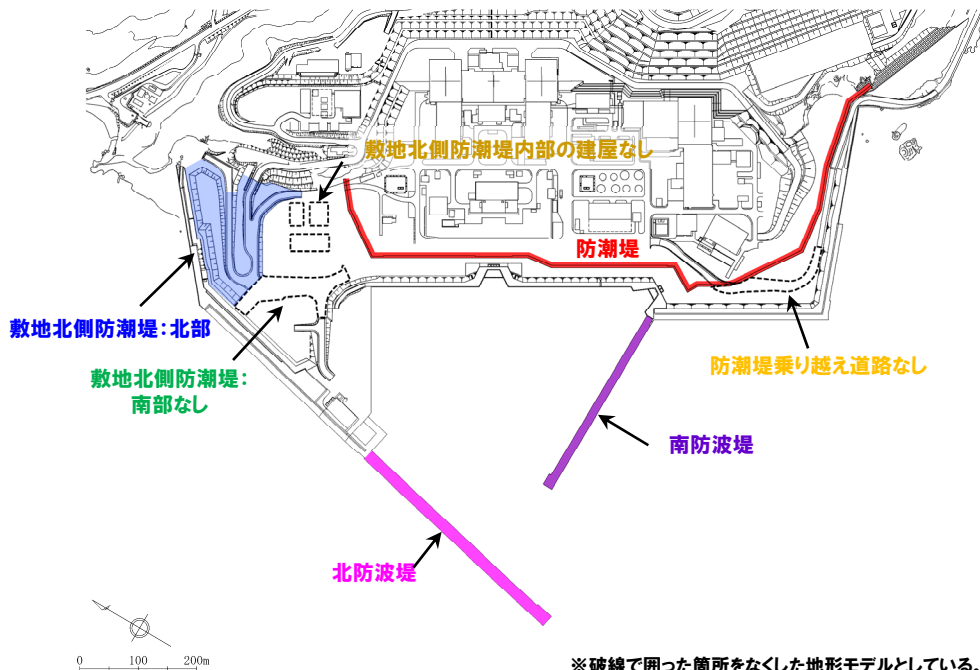 敷地北側防潮堤内部の建屋なし
防潮堤
敷地北側防潮堤：北部
敷地北側防潮堤：
南部なし
防潮堤乗り越え道路なし
南防波堤
北防波堤
0 100 200m
※破線で囲った箇所をなくした地形モデルとしている。